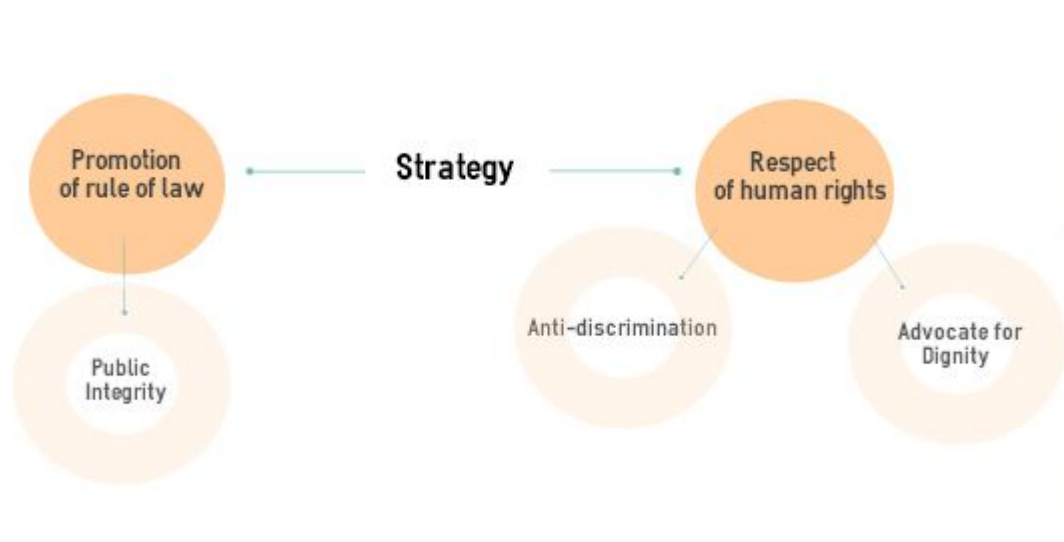 Promotion
of rule of law
Strategy
Respect
of human rights
Public
Integrity
Anti-discrimination
Advocate for
Dignity